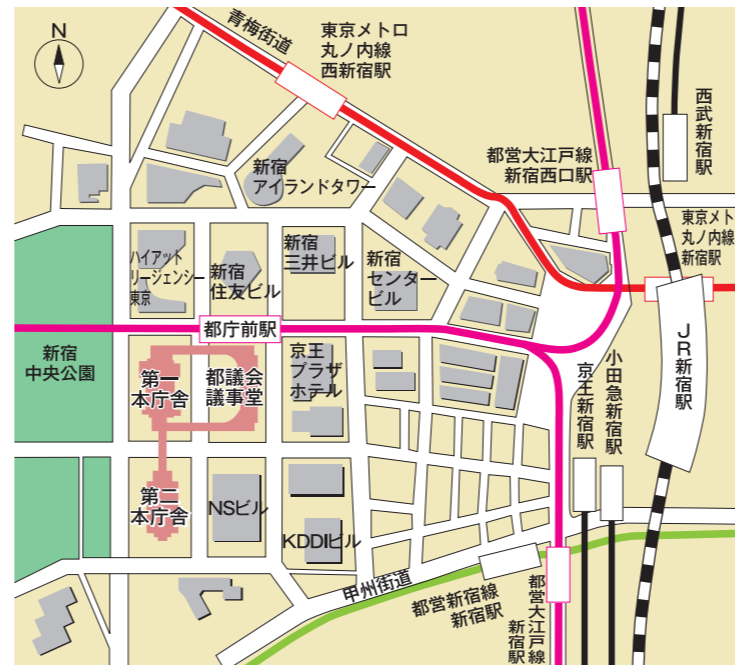 N
青梅街道
東京メトロ
丸ノ内線
西新宿駅
西武新宿駅
都営大江戸線
新宿西口駅
新宿
アイランドタワー
東京メト
丸ノ内線
新宿駅
ハイアット
リージェンシー
東京
新宿
住友ビル
新宿
三井ビル
新宿
センター
ビル
都庁前駅
JR新宿駅
小田急新宿駅
京王新宿駅
新宿
中央公園
第一
本庁舎
都議会
議事堂
京王
プラザ
ホテル
第二
本庁舎
NSビル
KDDIビル
甲州街道
都営新宿線
新宿駅
都営大江戸線
新宿駅